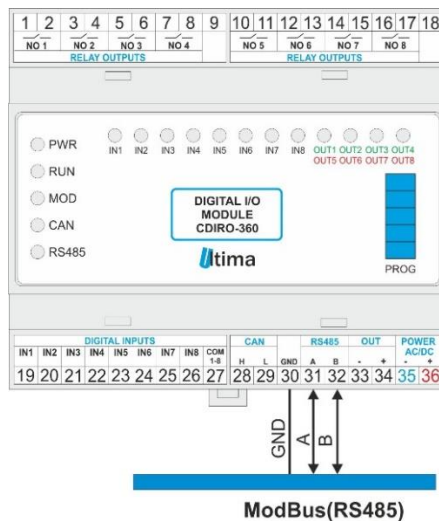 1 2 3 4 5 6 7 8 9 10 11 12 13 14 15 16 17 18
NO 1 NO 2 NO 3 NO 4 NO 5 NO 6 NO 7 NO 8
RELAY OUTPUTS RELAY OUTPUTS
PWR
RUN
MOD
CAN
RS485
IN1 IN2 IN3 IN4 IN5 IN6 IN7 IN8 OUT1 OUT2 OUT3 OUT4
OUT5 OUT6 OUT7 OUT8
DIGITAL I/O
MODULE
CDIRO-360
Ultima
PROG
DIGITAL INPUTS CAN RS485 OUT POWER
AC/DC
IN1 IN2 IN3 IN4 IN5 IN6 IN7 IN8 COM
1-8
H L GND A B - + - +
19 20 21 22 23 24 25 26 27 28 29 30 31 32 33 34 35 36
GND
A
B
ModBus(RS485)